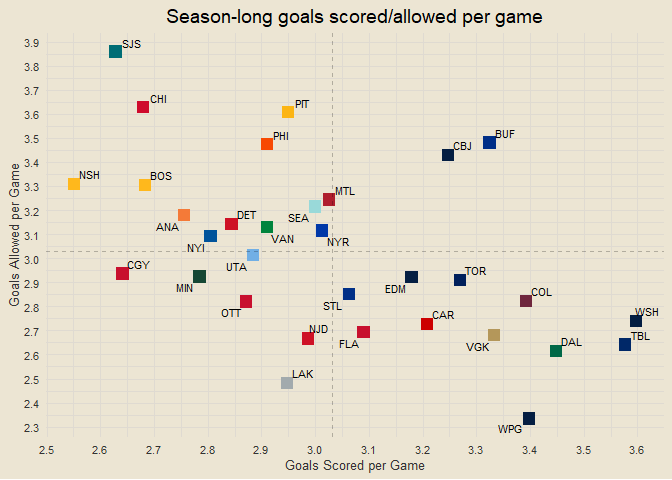 Season-long goals scored/allowed per game
3.9
SJS
3.8
3.7
CHI
PIT
3.6
3.5
PHI
BUF
CBJ
3.4
NSH
BOS
3.3
MTL
3.2
DET
SEA
ANA
3.1
NYI
VAN
NYR
3.0
CGY
UTA
TOR
2.9
MIN
EDM
COL
2.8
OTT
STL
CAR
WSH
2.7
NJD
FLA
VGK
DAL
TBL
2.6
2.5
LAK
2.4
2.3
WPG
Goals Allowed per Game
2.5 2.6 2.7 2.8 2.9 3.0 3.1 3.2 3.3 3.4 3.5 3.6
Goals Scored per Game